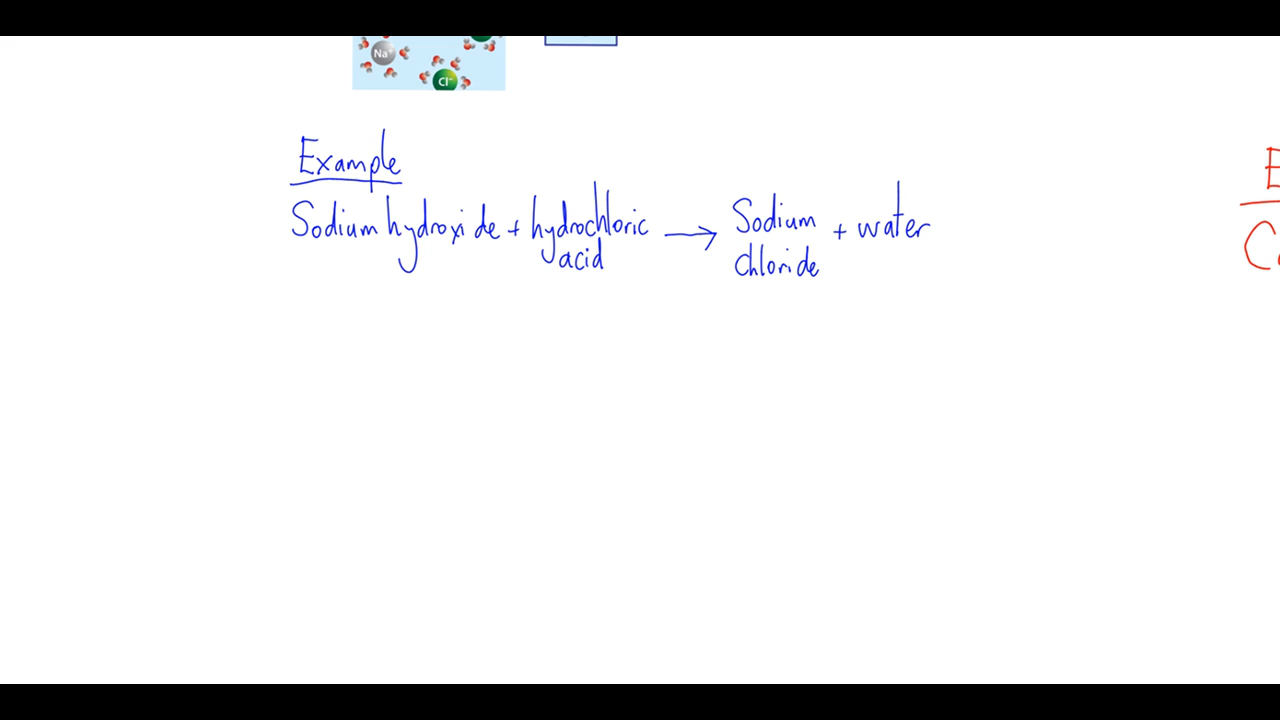 Na⁺
Cl⁻
Example
Sodium hydroxide + hydrochloric acid → Sodium chloride + water
E
C